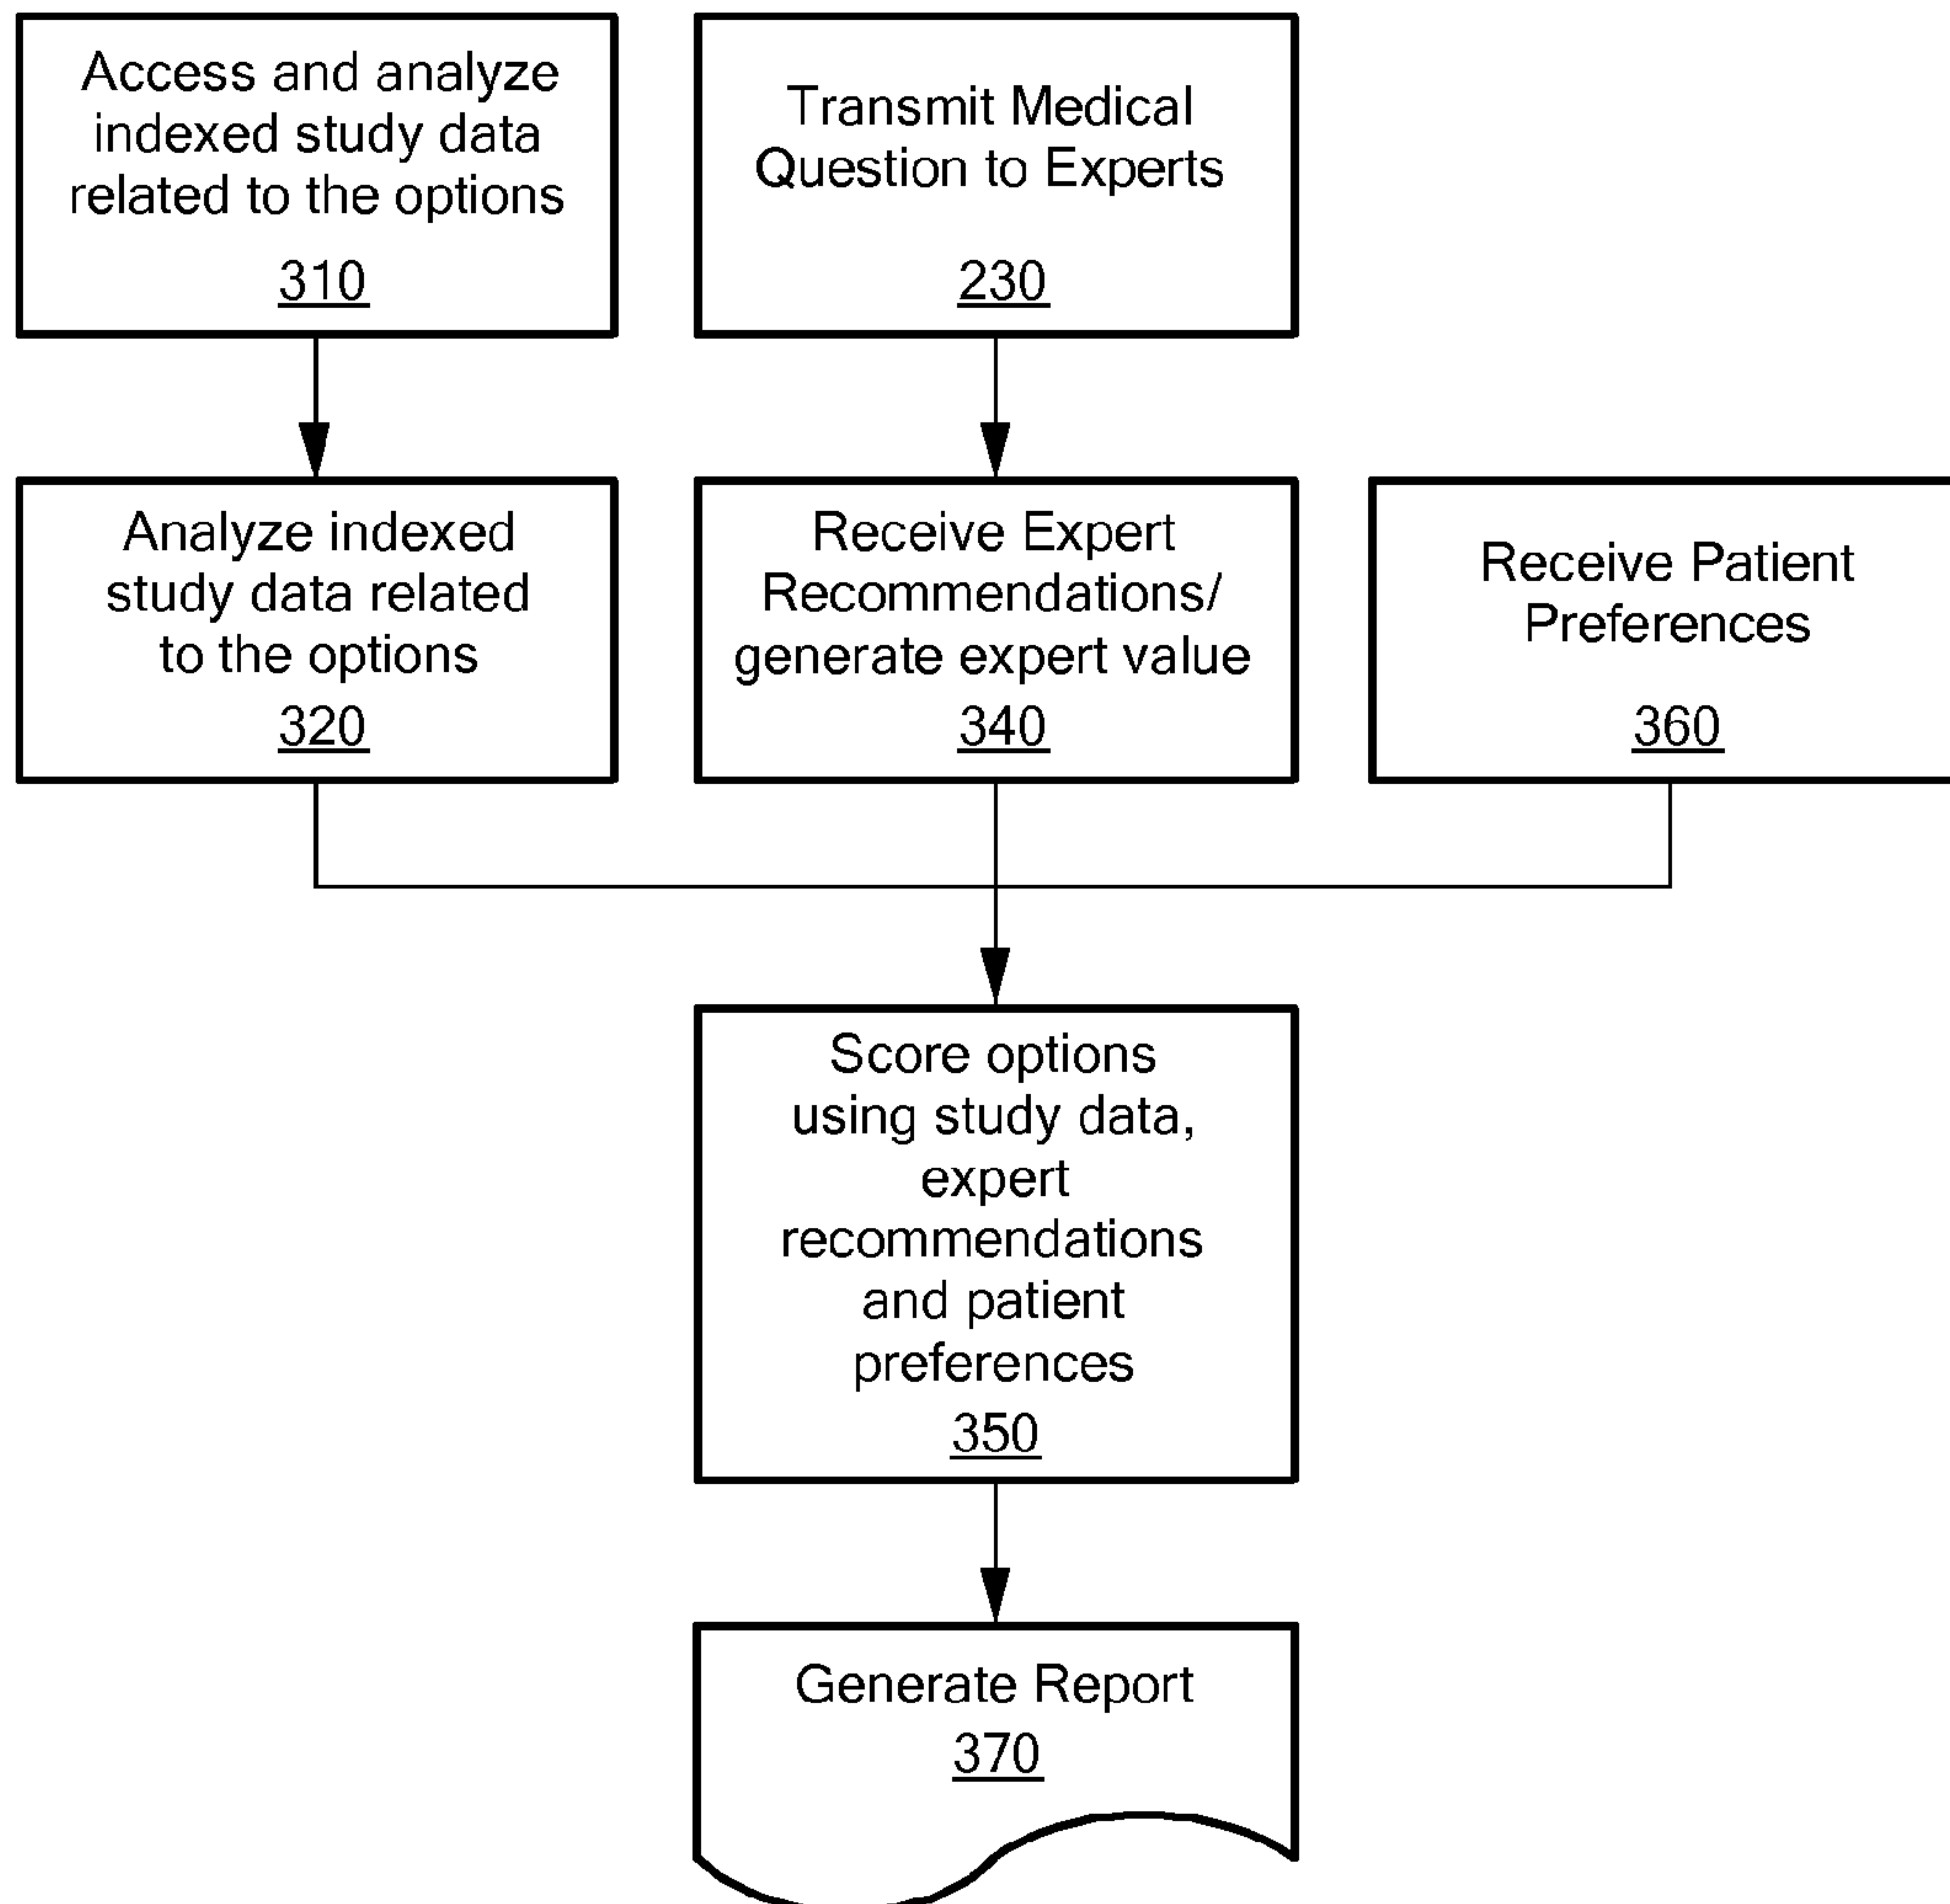 Access and analyze
indexed study data
related to the options
310
Transmit Medical
Question to Experts
230
Analyze indexed
study data related
to the options
320
Receive Expert
Recommendations/
generate expert value
340
Receive Patient
Preferences
360
Score options
using study data,
expert
recommendations
and patient
preferences
350
Generate Report
370